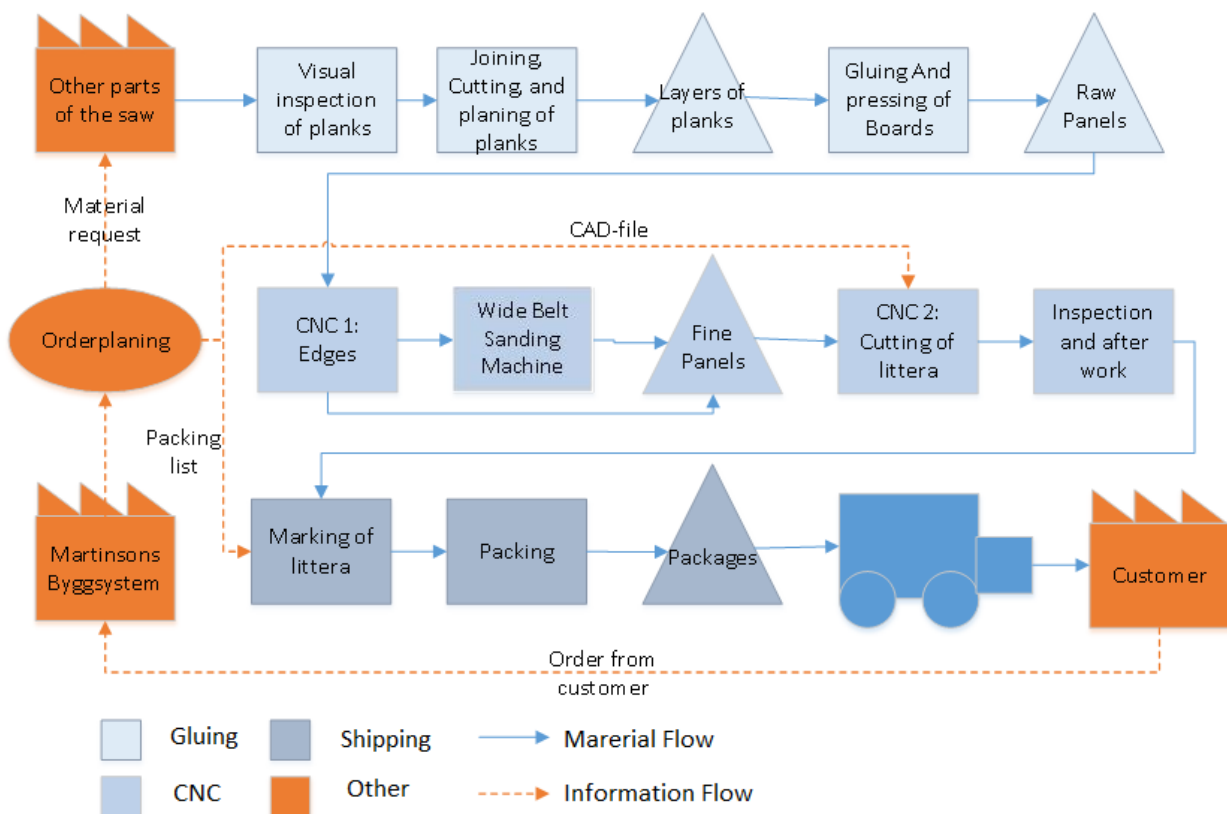 Other parts
of the saw
Visual
inspection
of planks
Joining,
Cutting, and
planing of
planks
Layers of
planks
Gluing And
pressing of
Boards
Raw
Panels
Material
request
CAD-file
Orderplaning
CNC 1:
Edges
Wide Belt
Sanding
Machine
Fine
Panels
CNC 2:
Cutting of
littera
Inspection
and after
work
Packing
list
Martinsons
Byggsystem
Marking of
littera
Packing
Packages
Customer
Order from
customer
Gluing
Shipping
Marerial Flow
CNC
Other
Information Flow